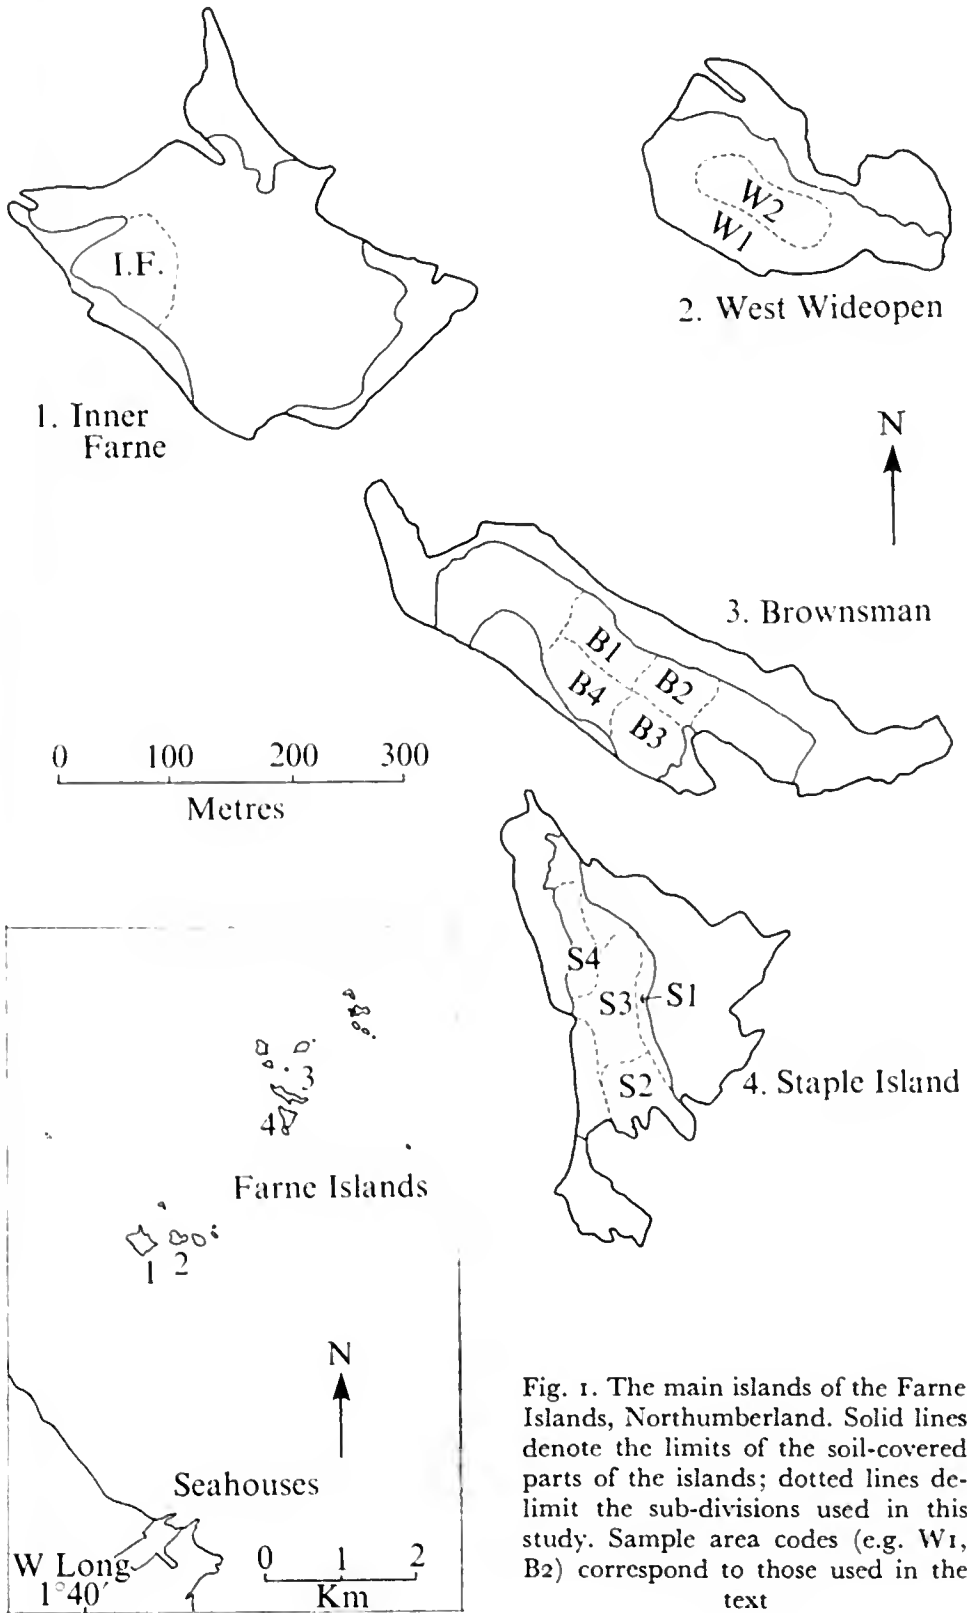 I.F.
1. Inner
Farne
W2
W1
2. West Wideopen
N
3. Brownsman
B1
B2
B4
B3
0 100 200 300
Metres
S4
S3
S1
S2
4. Staple Island
3
4
Farne Islands
1
2
N
Seahouses
W Long
1°40′
0 1 2
Km
Fig. 1. The main islands of the Farne
Islands, Northumberland. Solid lines
denote the limits of the soil-covered
parts of the islands; dotted lines de-
limit the sub-divisions used in this
study. Sample area codes (e.g. W1,
B2) correspond to those used in the
text